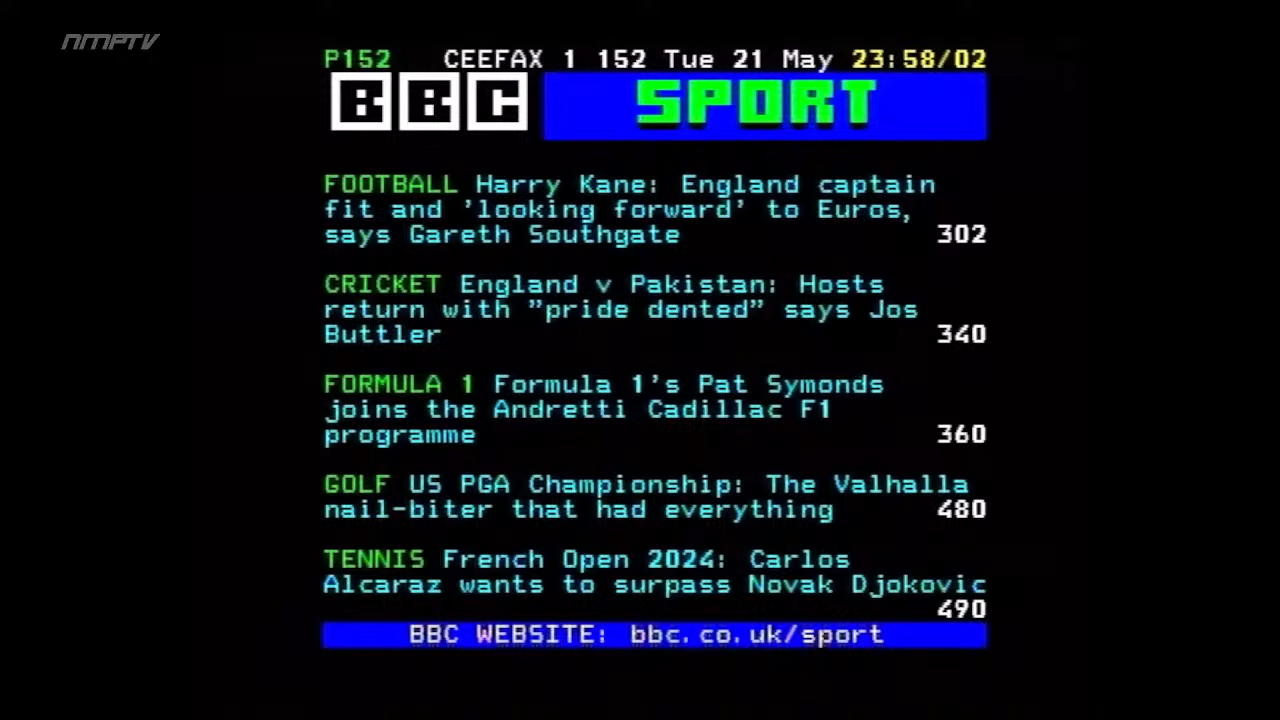 NMPTV
P152 CEEFAX 1 152 Tue 21 May 23:58/02
BBC SPORT
FOOTBALL Harry Kane: England captain
fit and 'looking forward' to Euros,
says Gareth Southgate 302
CRICKET England v Pakistan: Hosts
return with "pride dented" says Jos
Buttler 340
FORMULA 1 Formula 1's Pat Symonds
joins the Andretti Cadillac F1
programme 360
GOLF US PGA Championship: The Valhalla
nail-biter that had everything 480
TENNIS French Open 2024: Carlos
Alcaraz wants to surpass Novak Djokovic
490
BBC WEBSITE: bbc.co.uk/sport